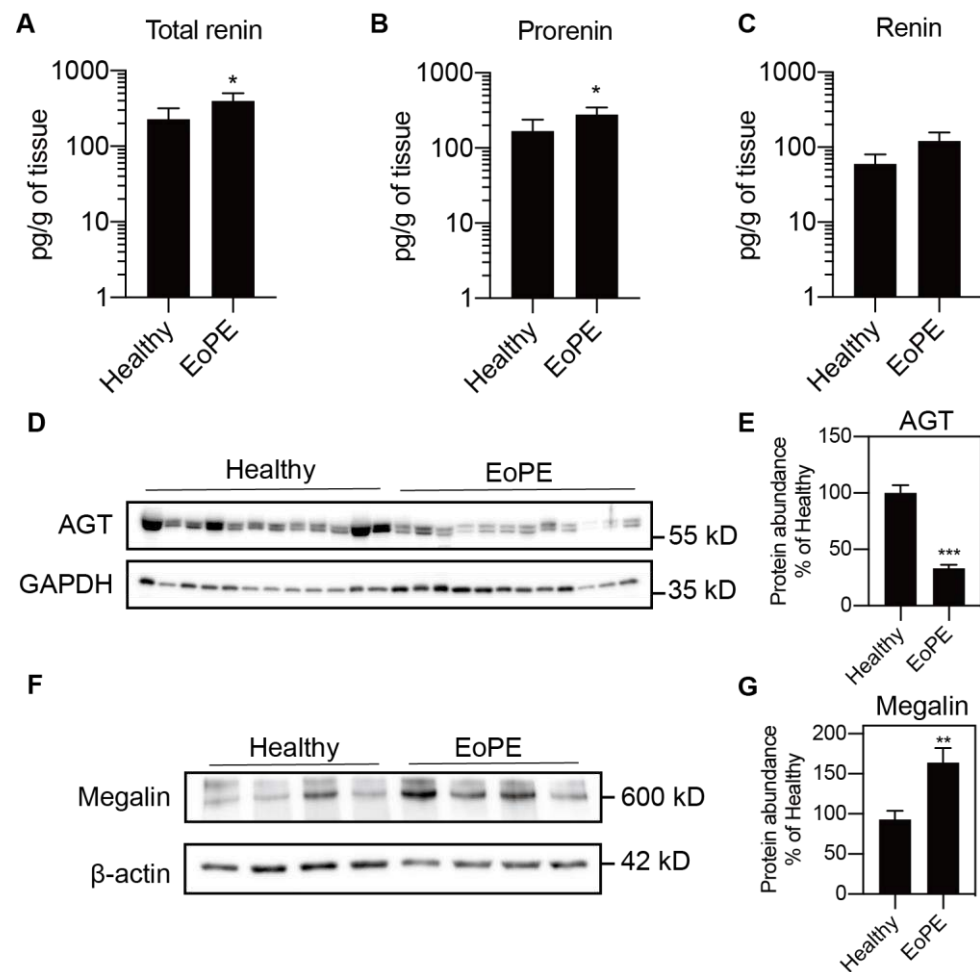 A
Total renin
1000
100
10
1
pg/g of tissue
*
Healthy
EoPE
B
Prorenin
1000
100
10
1
pg/g of tissue
*
Healthy
EoPE
C
Renin
1000
100
10
1
pg/g of tissue
Healthy
EoPE
D
Healthy
EoPE
AGT
55 kD
GAPDH
35 kD
E
AGT
150
100
50
0
Protein abundance
% of Healthy
***
Healthy
EoPE
F
Healthy
EoPE
Megalin
600 kD
β-actin
42 kD
G
Megalin
200
150
100
50
0
Protein abundance
% of Healthy
**
Healthy
EoPE